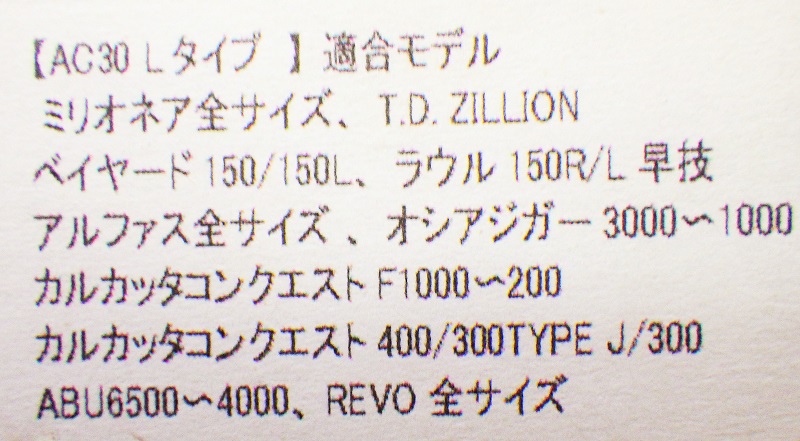 【AC30 Lタイプ 】適合モデル
ミリオネア全サイズ、T.D. ZILLION
ベイヤード 150/150L、ラウル 150R/L 早技
アルファス全サイズ 、オシアジガー 3000〜1000
カルカッタコンクエスト F1000〜200
カルカッタコンクエスト 400/300TYPE J/300
ABU6500〜4000、REVO 全サイズ